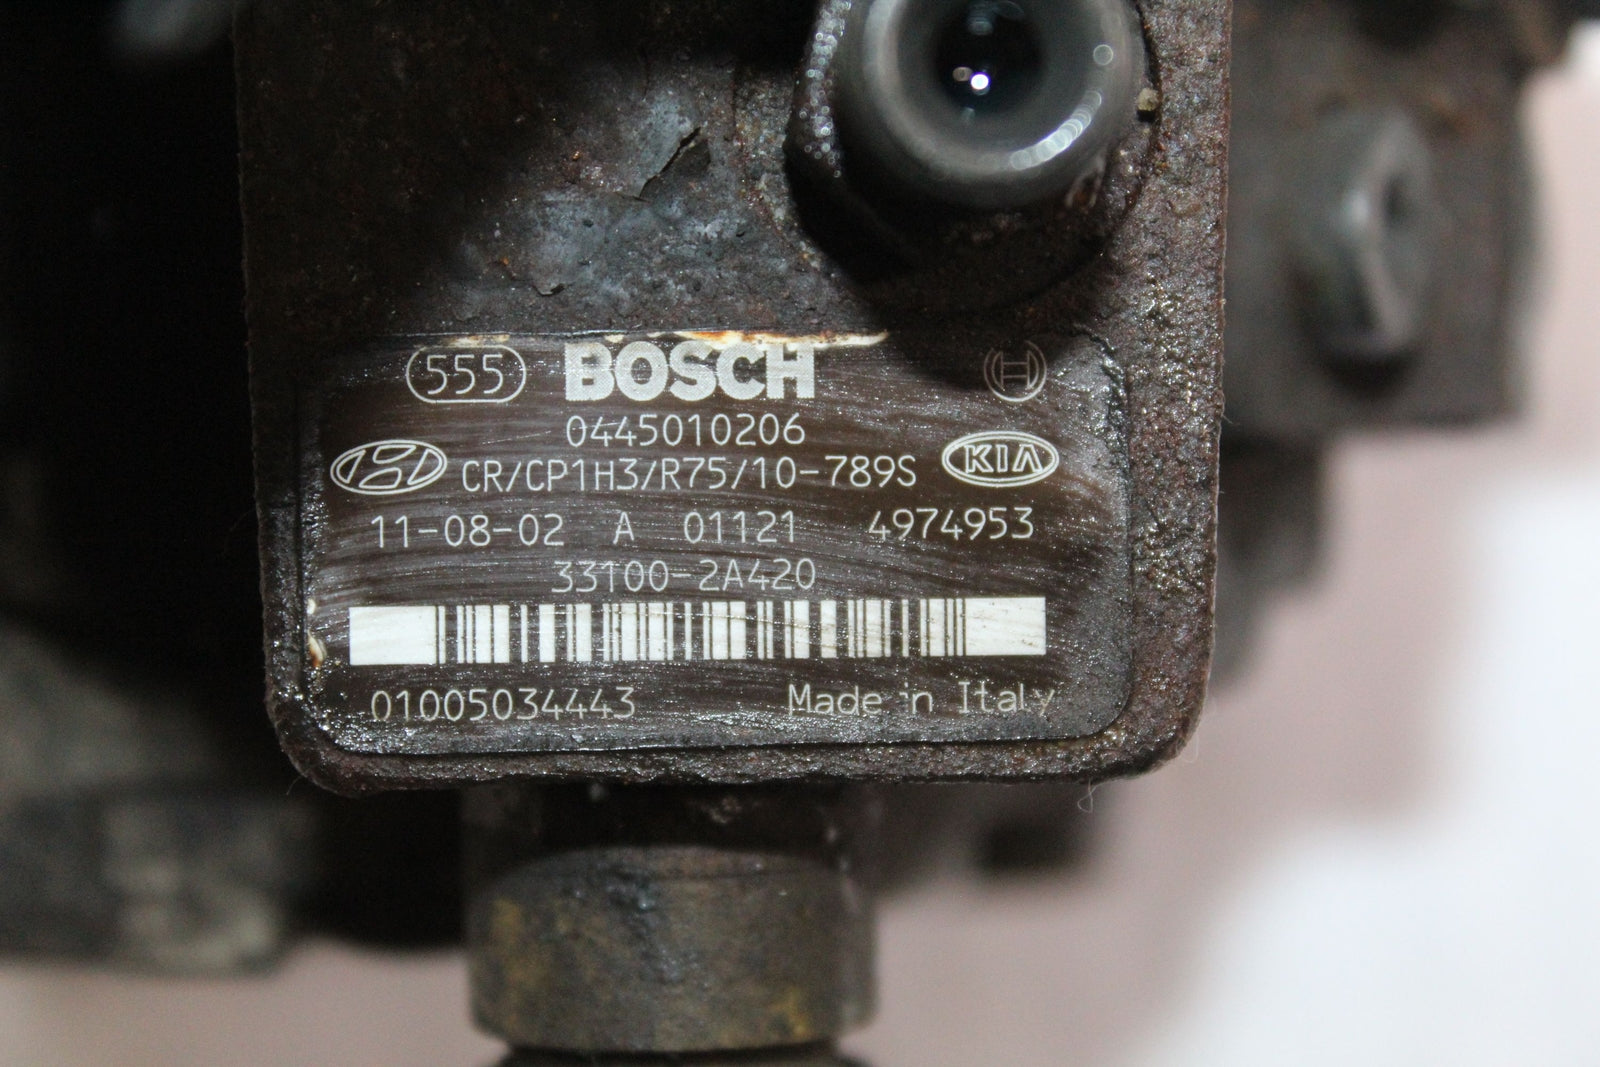 555 BOSCH
0445010206
CR/CP1H3/R75/10-789S KIA
11-08-02 A 01121 4974953
33100-2A420
01005034443 Made in Italy